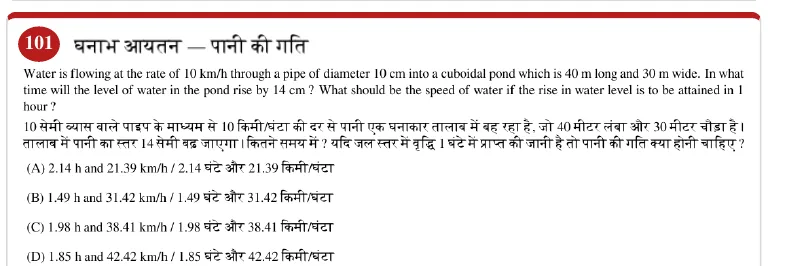 101 घनाभ आयतन — पानी की गति
Water is flowing at the rate of 10 km/h through a pipe of diameter 10 cm into a cuboidal pond which is 40 m long and 30 m wide. In what
time will the level of water in the pond rise by 14 cm ? What should be the speed of water if the rise in water level is to be attained in 1
hour ?
10 सेमी व्यास वाले पाइप के माध्यम से 10 किमी/घंटा की दर से पानी एक घनाकार तालाब में बह रहा है, जो 40 मीटर लंबा और 30 मीटर चौड़ा है।
तालाब में पानी का स्तर 14 सेमी बढ़ जाएगा। कितने समय में ? यदि जल स्तर में वृद्धि 1 घंटे में प्राप्त की जानी है तो पानी की गति क्या होनी चाहिए ?
(A) 2.14 h and 21.39 km/h / 2.14 घंटे और 21.39 किमी/घंटा
(B) 1.49 h and 31.42 km/h / 1.49 घंटे और 31.42 किमी/घंटा
(C) 1.98 h and 38.41 km/h / 1.98 घंटे और 38.41 किमी/घंटा
(D) 1.85 h and 42.42 km/h / 1.85 घंटे और 42.42 किमी/घंटा